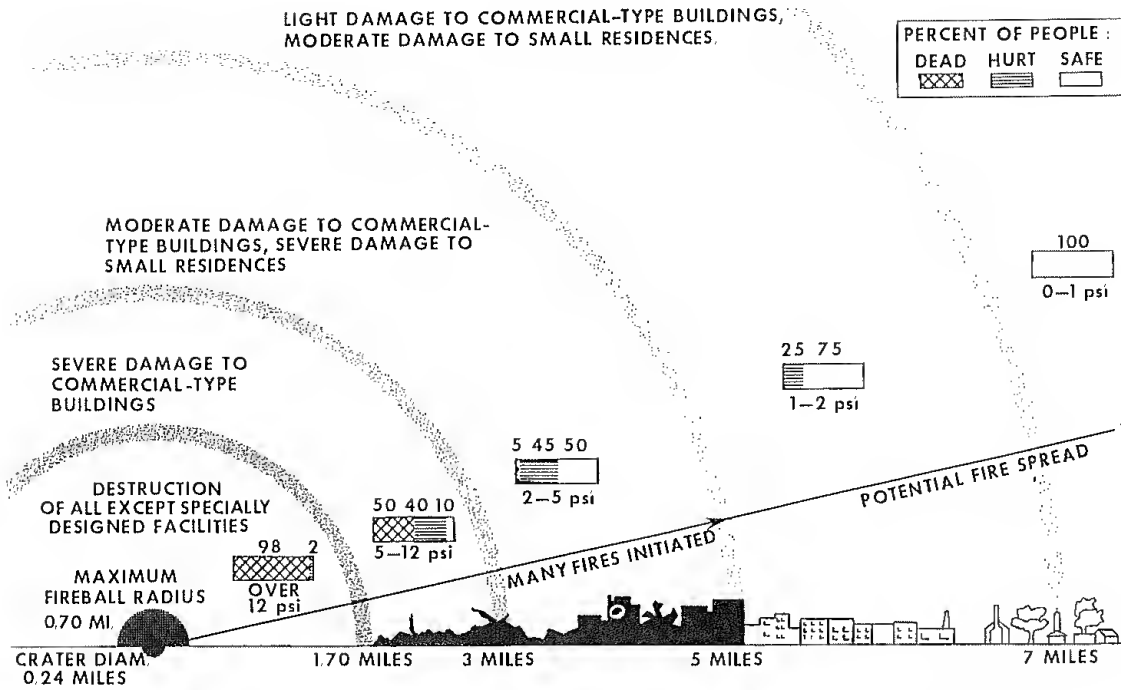 LIGHT DAMAGE TO COMMERCIAL-TYPE BUILDINGS,
MODERATE DAMAGE TO SMALL RESIDENCES.
PERCENT OF PEOPLE :
DEAD HURT SAFE
MODERATE DAMAGE TO COMMERCIAL-
TYPE BUILDINGS, SEVERE DAMAGE TO
SMALL RESIDENCES
100
0-1 psi
SEVERE DAMAGE TO
COMMERCIAL-TYPE
BUILDINGS
25 75
1-2 psi
5 45 50
2-5 psi
DESTRUCTION
OF ALL EXCEPT SPECIALLY
DESIGNED FACILITIES
50 40 10
5-12 psi
98 2
OVER
12 psi
MAXIMUM
FIREBALL RADIUS
0.70 MI.
MANY FIRES INITIATED
POTENTIAL FIRE SPREAD
CRATER DIAM.
0.24 MILES
1.70 MILES
3 MILES
5 MILES
7 MILES